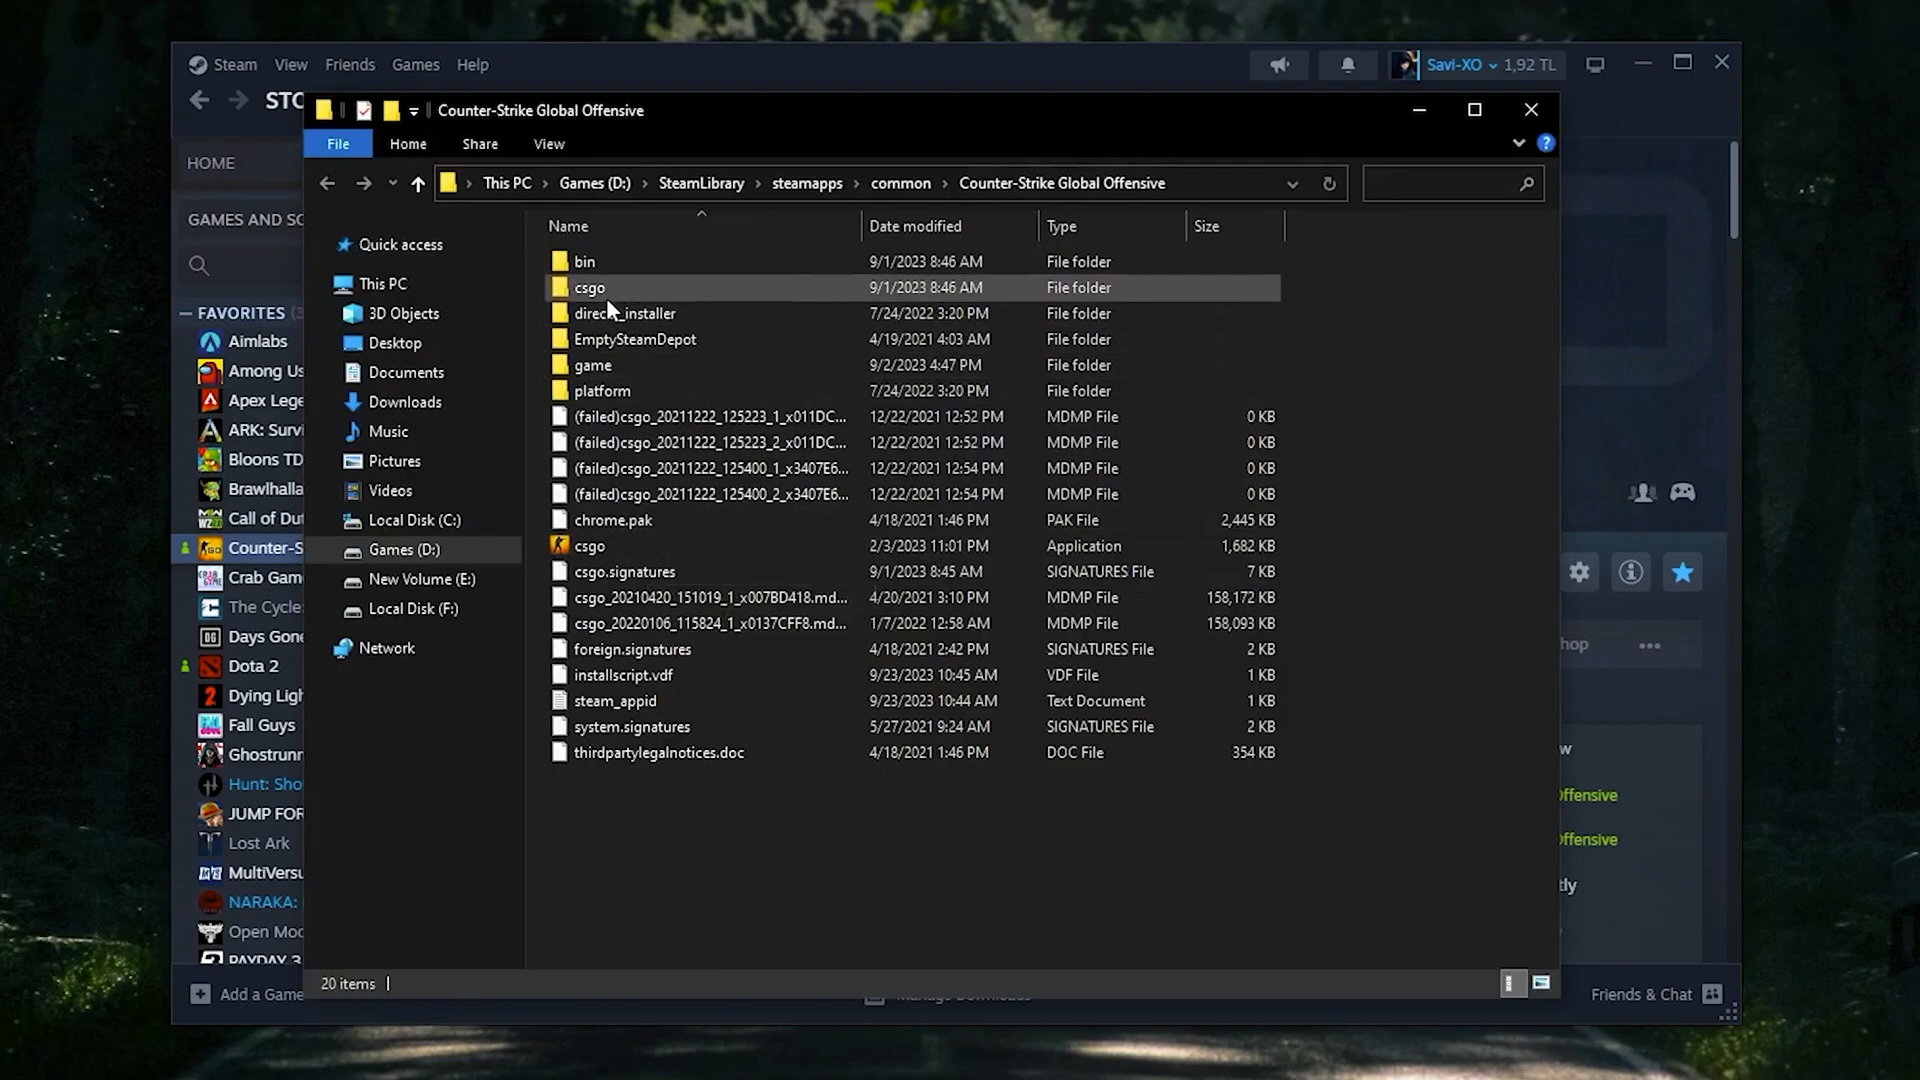 Steam View Friends Games Help Savi-XO 1,92 TL
STO
Counter-Strike Global Offensive
File Home Share View
HOME
This PC > Games (D:) > SteamLibrary > steamapps > common > Counter-Strike Global Offensive
GAMES AND SO
Name Date modified Type Size
Quick access
This PC
3D Objects
Desktop
Documents
Downloads
Music
Pictures
Videos
Local Disk (C:)
Games (D:)
New Volume (E:)
Local Disk (F:)
Network
bin 9/1/2023 8:46 AM File folder
csgo 9/1/2023 8:46 AM File folder
7/24/2022 3:20 PM File folder
EmptySteamDepot 4/19/2021 4:03 AM File folder
game 9/2/2023 4:47 PM File folder
platform 7/24/2022 3:20 PM File folder
(failed)csgo_20211222_125223_1_x011DC... 12/22/2021 12:52 PM MDMP File 0 KB
(failed)csgo_20211222_125223_2_x011DC... 12/22/2021 12:52 PM MDMP File 0 KB
(failed)csgo_20211222_125400_1_x3407E6... 12/22/2021 12:54 PM MDMP File 0 KB
(failed)csgo_20211222_125400_2_x3407E6... 12/22/2021 12:54 PM MDMP File 0 KB
chrome.pak 4/18/2021 1:46 PM PAK File 2,445 KB
csgo 2/3/2023 11:01 PM Application 1,682 KB
csgo.signatures 9/1/2023 8:45 AM SIGNATURES File 7 KB
csgo_20210420_151019_1_x007BD418.md... 4/20/2021 3:10 PM MDMP File 158,172 KB
csgo_20220106_115824_1_x0137CFF8.md... 1/7/2022 12:58 AM MDMP File 158,093 KB
foreign.signatures 4/18/2021 2:42 PM SIGNATURES File 2 KB
installscript.vdf 9/23/2023 10:45 AM VDF File 1 KB
steam_appid 9/23/2023 10:44 AM Text Document 1 KB
system.signatures 5/27/2021 9:24 AM SIGNATURES File 2 KB
thirdpartylegalnotices.doc 4/18/2021 1:46 PM DOC File 354 KB
FAVORITES (3
Aimlabs
Among Us
Apex Lege
ARK: Survi
Bloons TD
Brawlhalla
Call of Dut
Counter-S
Crab Gam
The Cycle:
Days Gone
Dota 2
Dying Ligh
Fall Guys
Ghostrunn
Hunt: Sho
JUMP FOR
Lost Ark
MultiVersu
NARAKA:
Open Mod
PAYDAY 3
hop
w
Offensive
Offensive
tly
20 items
Add a Game Manage Downloads Friends & Chat